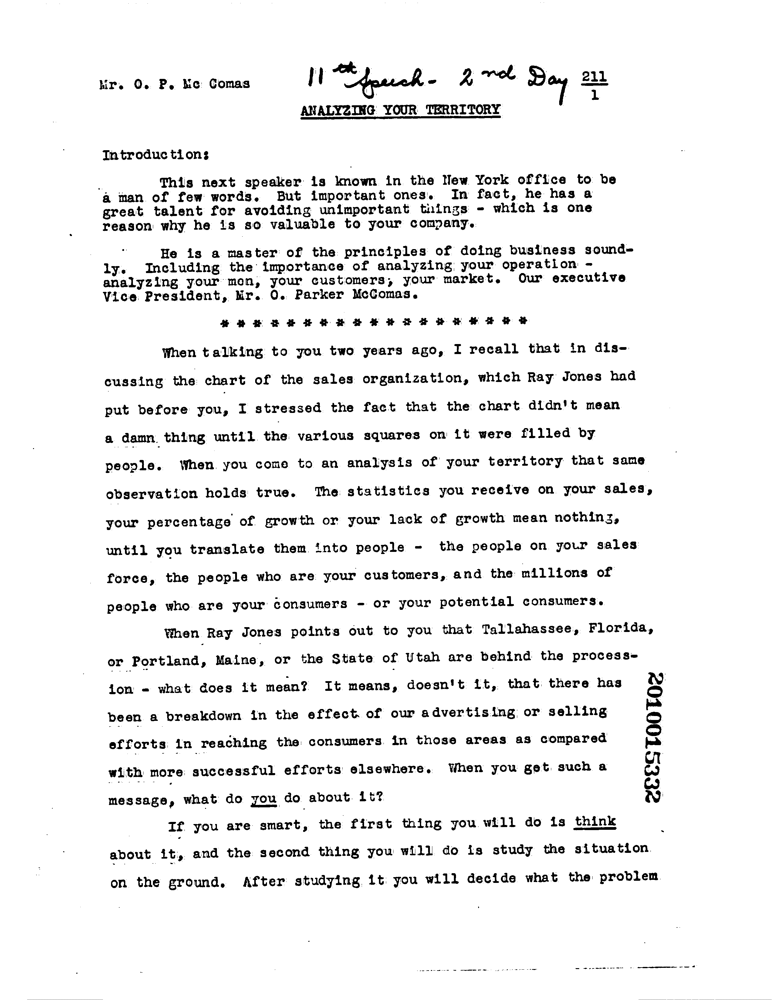 Mr. O. P. Mc Comas
11th Speech - 2nd Day
211
1
ANALYZING YOUR TERRITORY
Introduction:
This next speaker is known in the New York office to be
a man of few words. But important ones. In fact, he has a
great talent for avoiding unimportant things - which is one
reason why he is so valuable to your company.
He is a master of the principles of doing business sound-
ly. Including the importance of analyzing your operation -
analyzing your men, your customers, your market. Our executive
Vice President, Mr. O. Parker McComas.
* * * * * * * * * * * * * * * * * * *
When talking to you two years ago, I recall that in dis-
cussing the chart of the sales organization, which Ray Jones had
put before you, I stressed the fact that the chart didn't mean
a damn thing until the various squares on it were filled by
people. When you come to an analysis of your territory that same
observation holds true. The statistics you receive on your sales,
your percentage of growth or your lack of growth mean nothing,
until you translate them into people - the people on your sales
force, the people who are your customers, and the millions of
people who are your consumers - or your potential consumers.
When Ray Jones points out to you that Tallahassee, Florida,
or Portland, Maine, or the State of Utah are behind the process-
ion - what does it mean? It means, doesn't it, that there has
been a breakdown in the effect of our advertising or selling
efforts in reaching the consumers in those areas as compared
with more successful efforts elsewhere. When you get such a
message, what do you do about it?
If you are smart, the first thing you will do is think
about it, and the second thing you will do is study the situation
on the ground. After studying it you will decide what the problem
2010015332